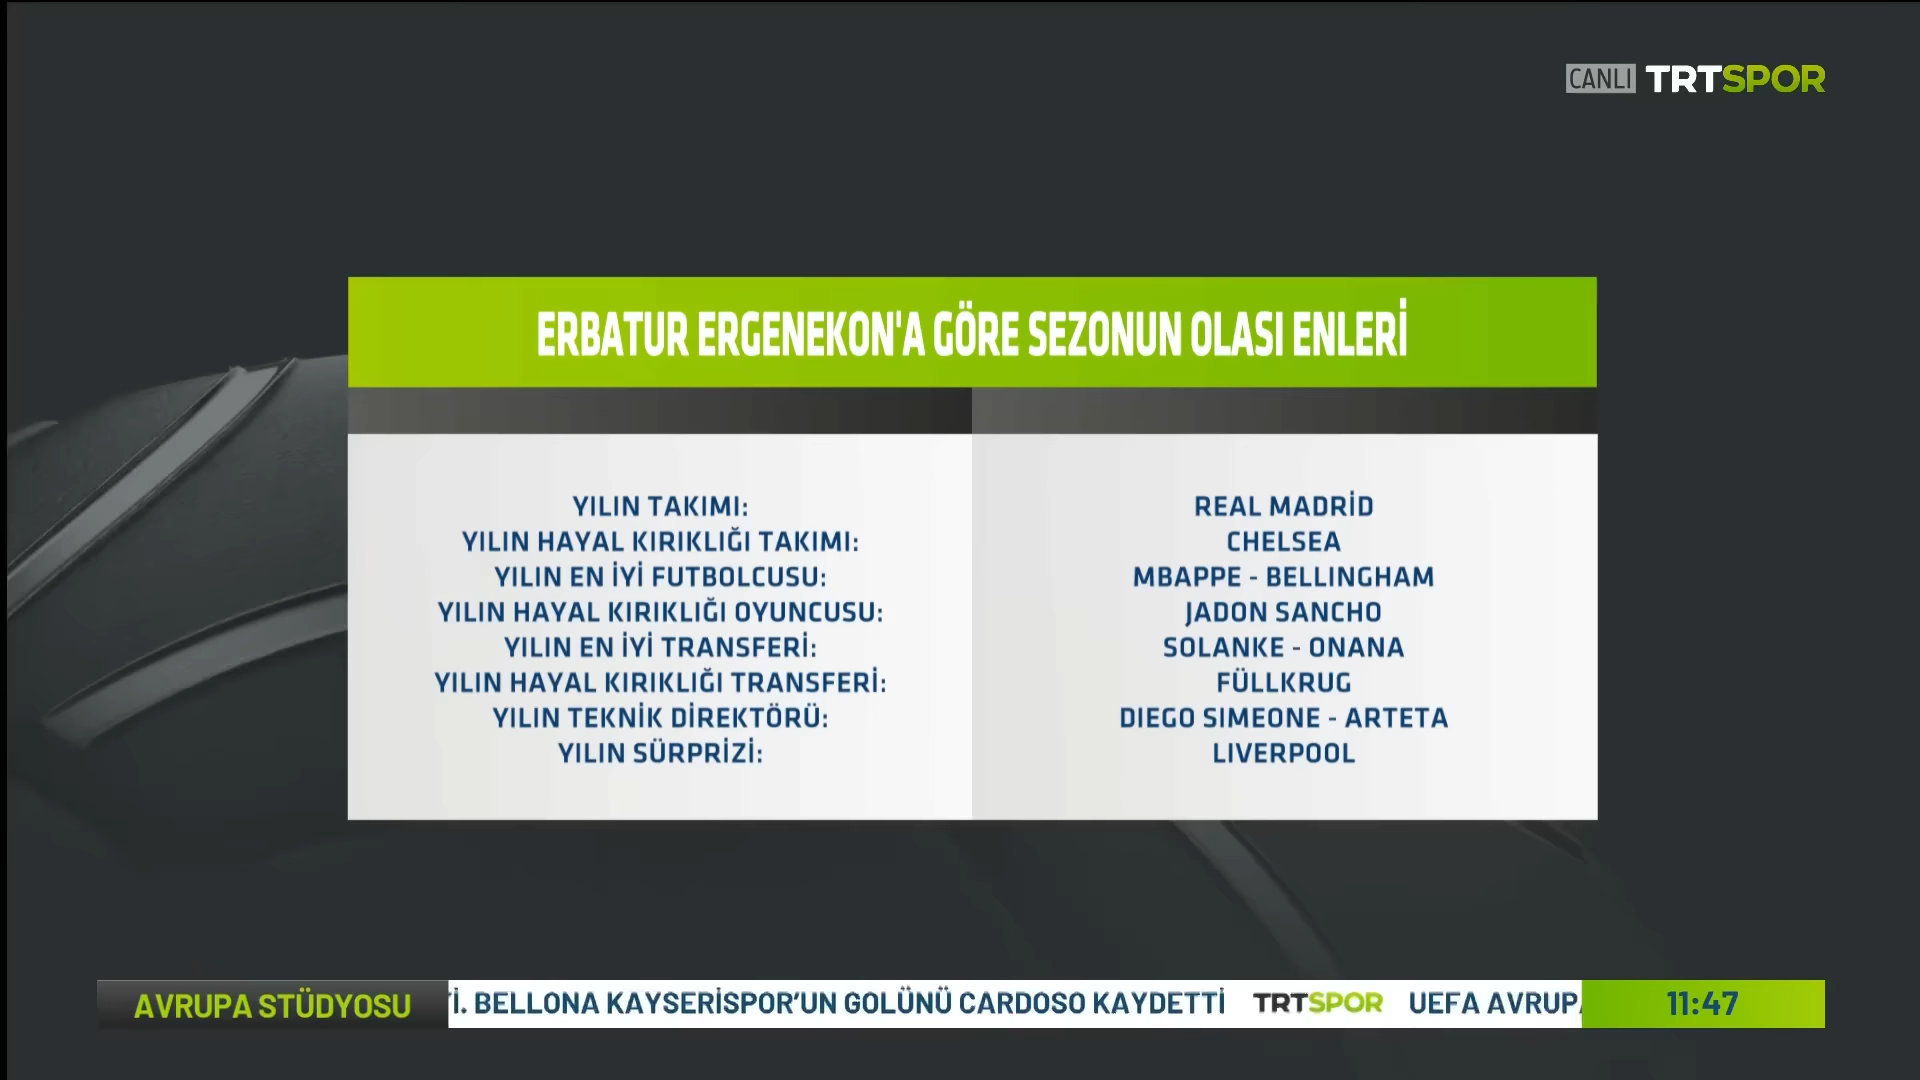 CANLI TRTSPOR
ERBATUR ERGENEKON'A GÖRE SEZONUN OLASI ENLERİ
YILIN TAKIMI: REAL MADRİD
YILIN HAYAL KIRIKLIĞI TAKIMI: CHELSEA
YILIN EN İYİ FUTBOLCUSU: MBAPPE - BELLINGHAM
YILIN HAYAL KIRIKLIĞI OYUNCUSU: JADON SANCHO
YILIN EN İYİ TRANSFERİ: SOLANKE - ONANA
YILIN HAYAL KIRIKLIĞI TRANSFERİ: FÜLLKRUG
YILIN TEKNİK DİREKTÖRÜ: DIEGO SIMEONE - ARTETA
YILIN SÜRPRİZİ: LIVERPOOL
AVRUPA STÜDYOSU İ. BELLONA KAYSERİSPOR’UN GOLÜNÜ CARDOSO KAYDETTİ TRTSPOR UEFA AVRUPA 11:47